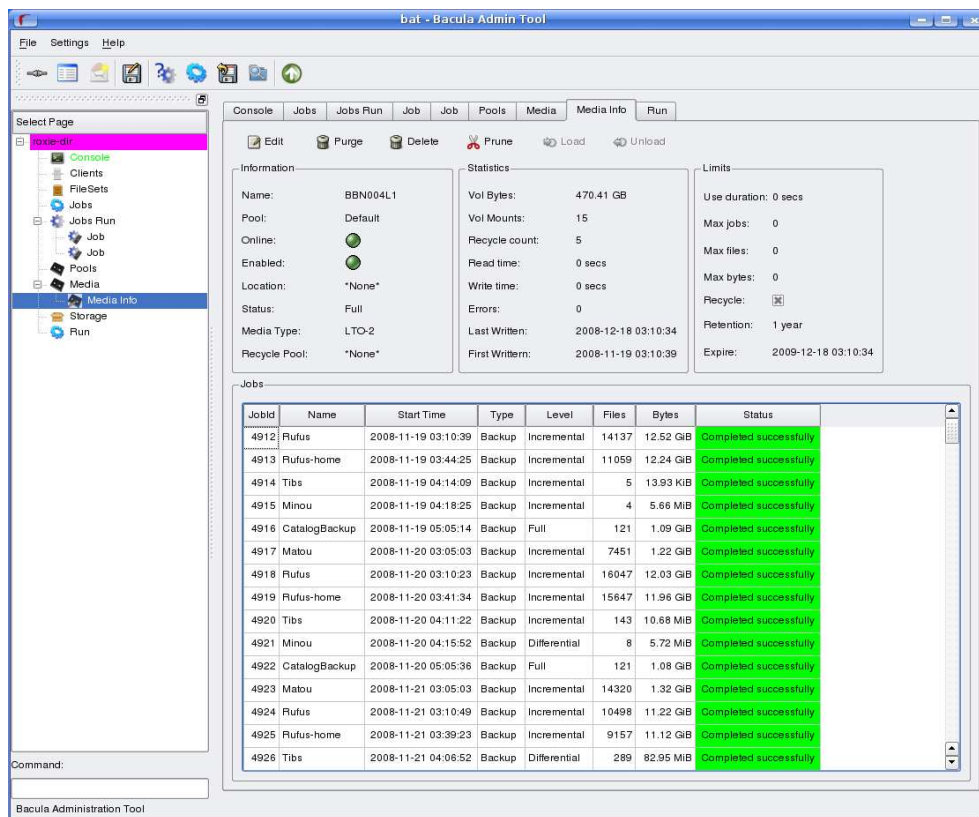 bat - Bacula Admin Tool
File Settings Help
Select Page
roxie-dir
Console
Clients
FileSets
Jobs
Jobs Run
Job
Job
Pools
Media
Media Info
Storage
Run
Command:
Bacula Administration Tool
Console Jobs Jobs Run Job Job Pools Media Media Info Run
Edit Purge Delete Prune Load Unload
Information
Name: BBN004L1
Pool: Default
Online:
Enabled:
Location: *None*
Status: Full
Media Type: LTO-2
Recycle Pool: *None*
Statistics
Vol Bytes: 470.41 GB
Vol Mounts: 15
Recycle count: 5
Read time: 0 secs
Write time: 0 secs
Errors: 0
Last Written: 2008-12-18 03:10:34
First Writtern: 2008-11-19 03:10:39
Limits
Use duration: 0 secs
Max jobs: 0
Max files: 0
Max bytes: 0
Recycle:
Retention: 1 year
Expire: 2009-12-18 03:10:34
Jobs
JobId Name Start Time Type Level Files Bytes Status
4912 Rufus 2008-11-19 03:10:39 Backup Incremental 14137 12.52 GiB Completed successfully
4913 Rufus-home 2008-11-19 03:44:25 Backup Incremental 11059 12.24 GiB Completed successfully
4914 Tibs 2008-11-19 04:14:09 Backup Incremental 5 13.93 KiB Completed successfully
4915 Minou 2008-11-19 04:18:25 Backup Incremental 4 5.66 MiB Completed successfully
4916 CatalogBackup 2008-11-19 05:05:14 Backup Full 121 1.09 GiB Completed successfully
4917 Matou 2008-11-20 03:05:03 Backup Incremental 7451 1.22 GiB Completed successfully
4918 Rufus 2008-11-20 03:10:23 Backup Incremental 16047 12.03 GiB Completed successfully
4919 Rufus-home 2008-11-20 03:41:34 Backup Incremental 15647 11.96 GiB Completed successfully
4920 Tibs 2008-11-20 04:11:22 Backup Incremental 143 10.68 MiB Completed successfully
4921 Minou 2008-11-20 04:15:52 Backup Differential 8 5.72 MiB Completed successfully
4922 CatalogBackup 2008-11-20 05:05:36 Backup Full 121 1.08 GiB Completed successfully
4923 Matou 2008-11-21 03:05:03 Backup Incremental 14320 1.32 GiB Completed successfully
4924 Rufus 2008-11-21 03:10:49 Backup Incremental 10498 11.22 GiB Completed successfully
4925 Rufus-home 2008-11-21 03:39:23 Backup Incremental 9157 11.12 GiB Completed successfully
4926 Tibs 2008-11-21 04:06:52 Backup Differential 289 82.95 MiB Completed successfully